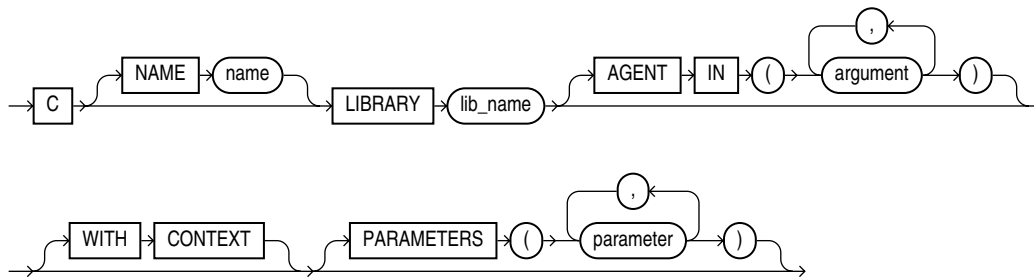 ,
NAME name AGENT IN ( argument )
C LIBRARY lib_name
,
WITH CONTEXT PARAMETERS ( parameter )